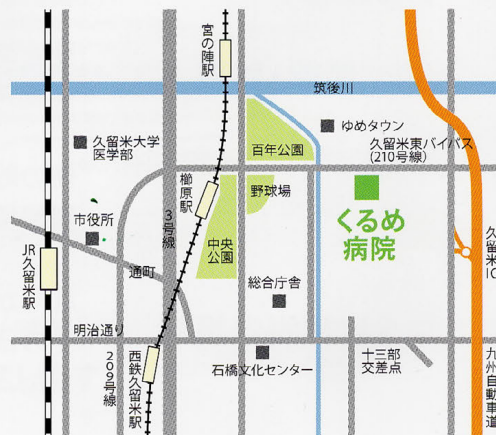 宮の陣駅
筑後川
ゆめタウン
久留米大学
医学部
百年公園
久留米東バイパス
(210号線)
櫛原駅
野球場
3号線
市役所
くるめ
病院
中央
公園
久留米IC
JR久留米駅
通町
総合庁舎
明治通り
209号線
西鉄久留米駅
石橋文化センター
十三部
交差点
九州自動車道